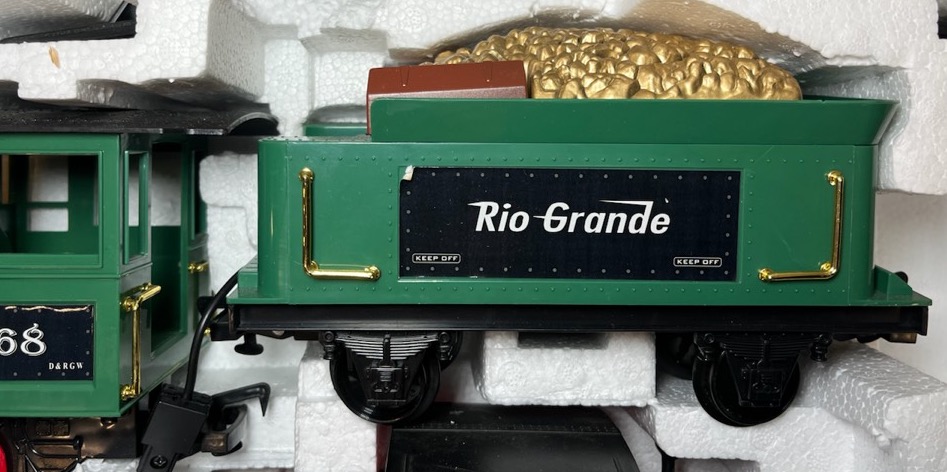 68
D&RGW
Rio Grande
KEEP OFF
KEEP OFF